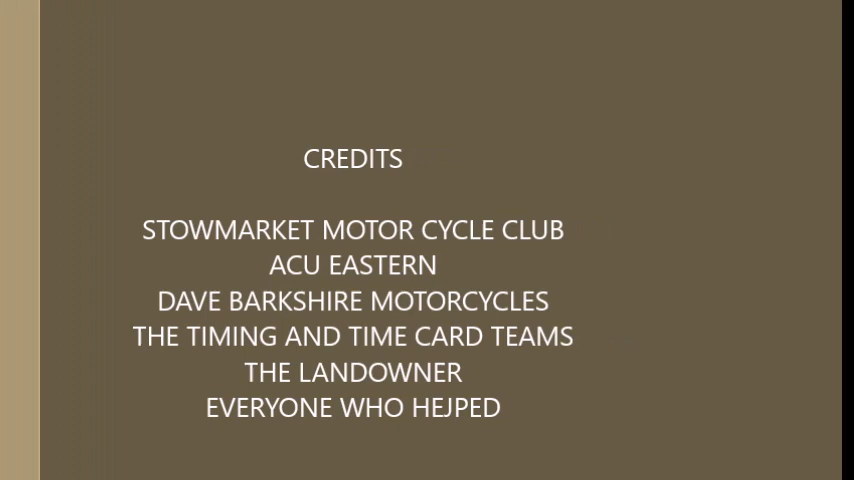 CREDITS
STOWMARKET MOTOR CYCLE CLUB
ACU EASTERN
DAVE BARKSHIRE MOTORCYCLES
THE TIMING AND TIME CARD TEAMS
THE LANDOWNER
EVERYONE WHO HEJPED